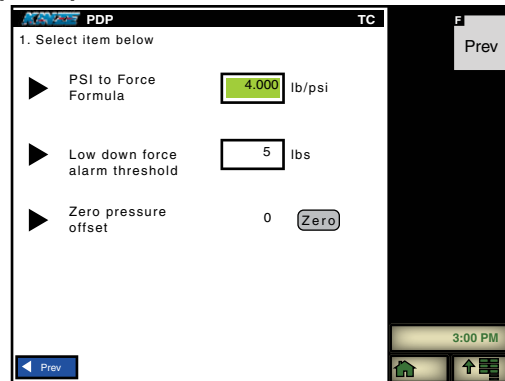 KINZE PDP TC
1. Select item below
PSI to Force
Formula
4.000 lb/psi
Low down force
alarm threshold
5 lbs
Zero pressure
offset
0 Zero
Prev
F
Prev
3:00 PM